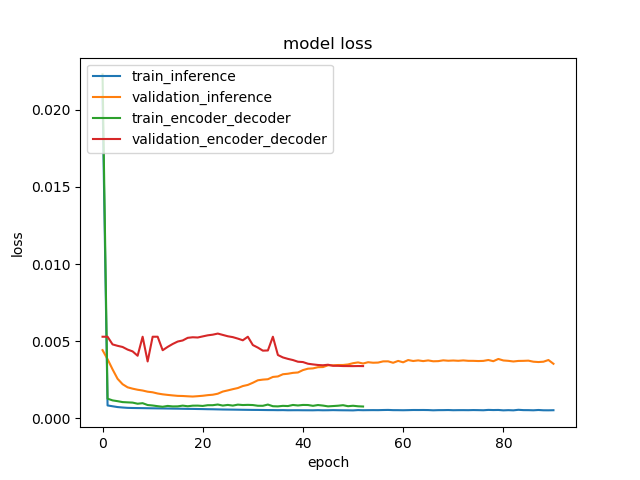 model loss
train_inference
validation_inference
train_encoder_decoder
validation_encoder_decoder
0.020
0.015
0.010
0.005
0.000
loss
0 20 40 60 80
epoch